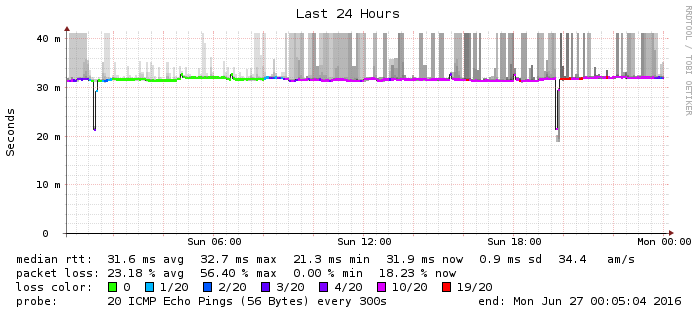 Last 24 Hours
RRDTOOL / TOBI OETIKER
Seconds
40 m
30 m
20 m
10 m
0
Sun 06:00 Sun 12:00 Sun 18:00 Mon 00:00
median rtt: 31.6 ms avg 32.7 ms max 21.3 ms min 31.9 ms now 0.9 ms sd 34.4 am/s
packet loss: 23.18 % avg 56.40 % max 0.00 % min 18.23 % now
loss color: 0 1/20 2/20 3/20 4/20 10/20 19/20
probe: 20 ICMP Echo Pings (56 Bytes) every 300s end: Mon Jun 27 00:05:04 2016